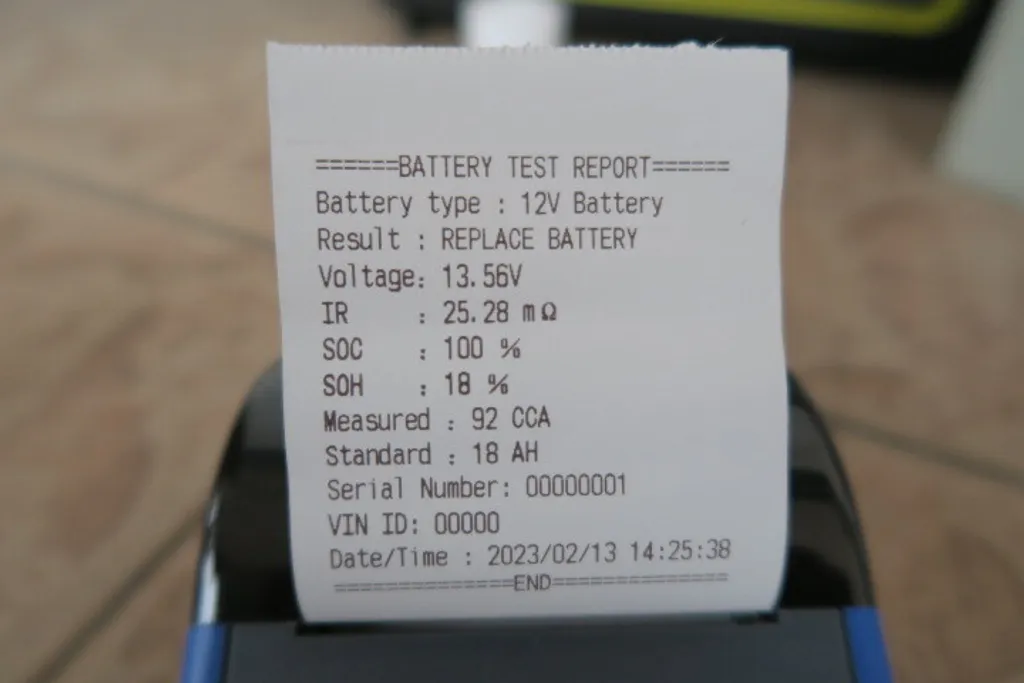 ======BATTERY TEST REPORT======
Battery type : 12V Battery
Result : REPLACE BATTERY
Voltage: 13.56V
IR : 25.28 mΩ
SOC : 100 %
SOH : 18 %
Measured : 92 CCA
Standard : 18 AH
Serial Number: 00000001
VIN ID: 00000
Date/Time : 2023/02/13 14:25:38
==============END==============